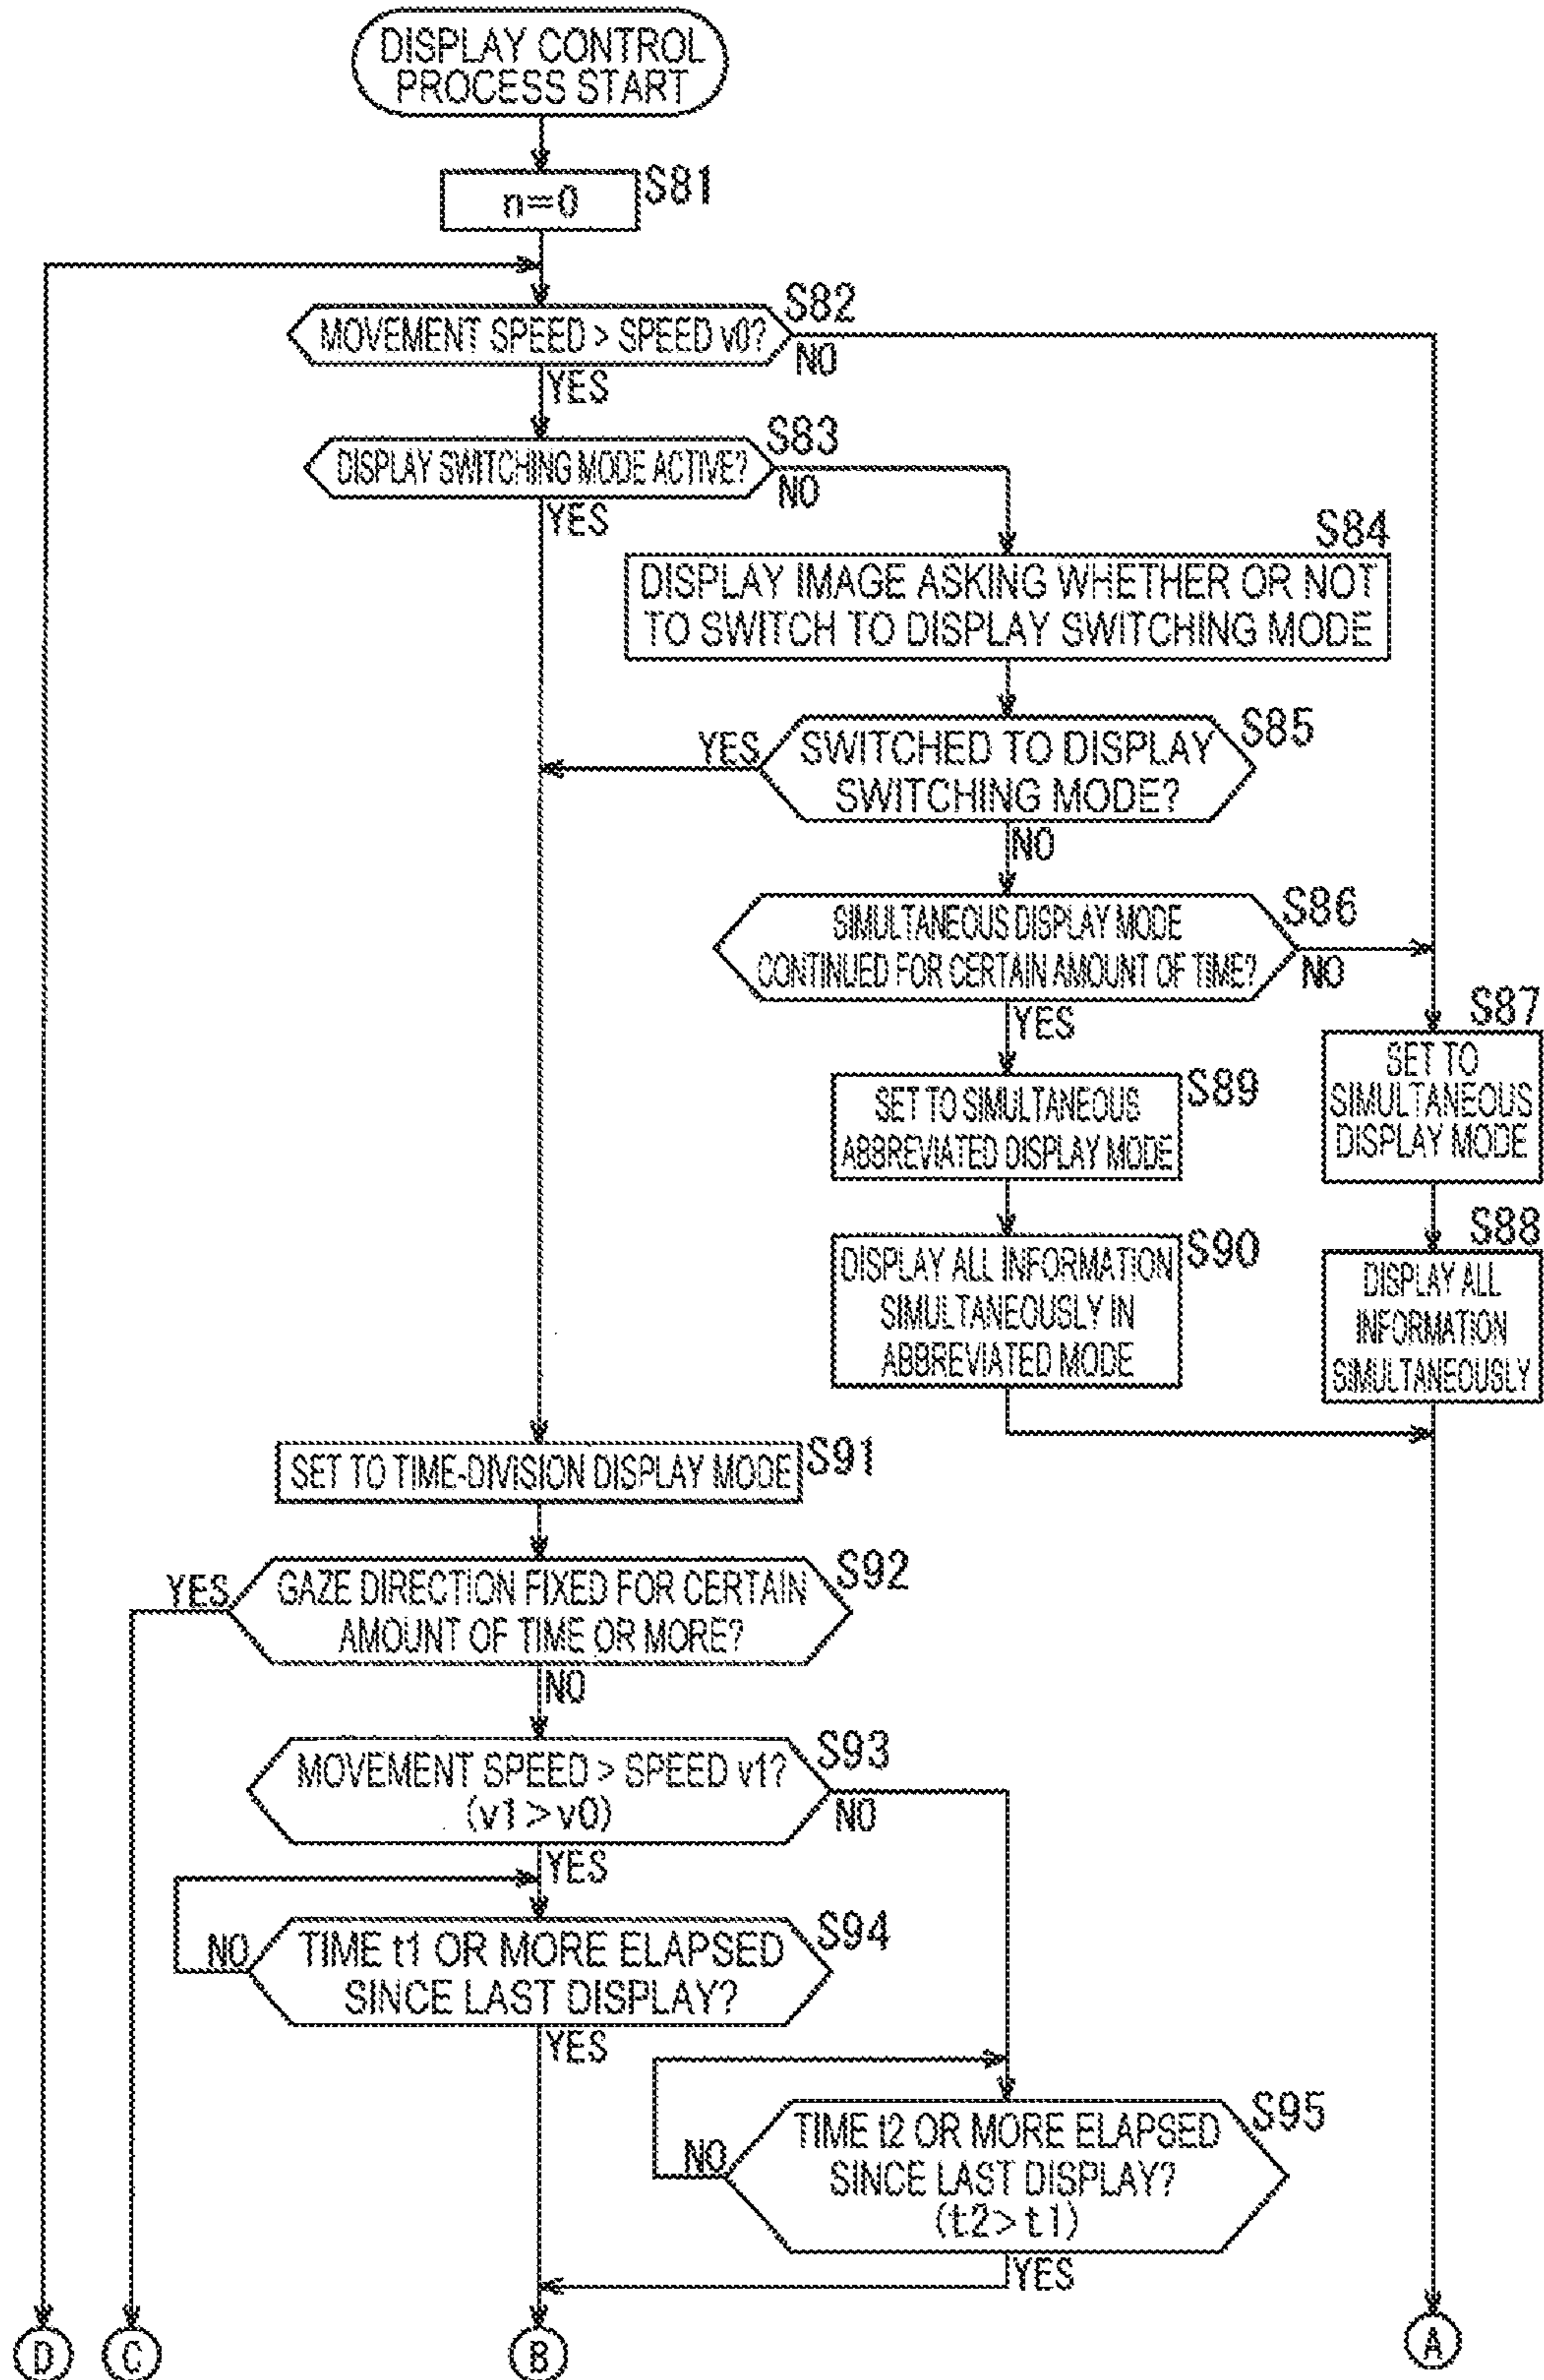 DISPLAY CONTROL
PROCESS START
n=0
S81
MOVEMENT SPEED > SPEED v0?
S82
NO
YES
DISPLAY SWITCHING MODE ACTIVE?
S83
NO
YES
S84
DISPLAY IMAGE ASKING WHETHER OR NOT
TO SWITCH TO DISPLAY SWITCHING MODE
YES
SWITCHED TO DISPLAY
SWITCHING MODE?
S85
NO
SIMULTANEOUS DISPLAY MODE
CONTINUED FOR CERTAIN AMOUNT OF TIME?
S86
NO
YES
S87
SET TO
SIMULTANEOUS
DISPLAY MODE
SET TO SIMULTANEOUS
ABBREVIATED DISPLAY MODE
S89
S88
DISPLAY ALL
INFORMATION
SIMULTANEOUSLY
DISPLAY ALL INFORMATION
SIMULTANEOUSLY IN
ABBREVIATED MODE
S90
SET TO TIME-DIVISION DISPLAY MODE
S91
YES
GAZE DIRECTION FIXED FOR CERTAIN
AMOUNT OF TIME OR MORE?
S92
NO
MOVEMENT SPEED > SPEED v1?
(v1>v0)
S93
NO
YES
NO
TIME t1 OR MORE ELAPSED
SINCE LAST DISPLAY?
S94
YES
NO
TIME t2 OR MORE ELAPSED
SINCE LAST DISPLAY?
(t2>t1)
S95
YES
D
C
B
A